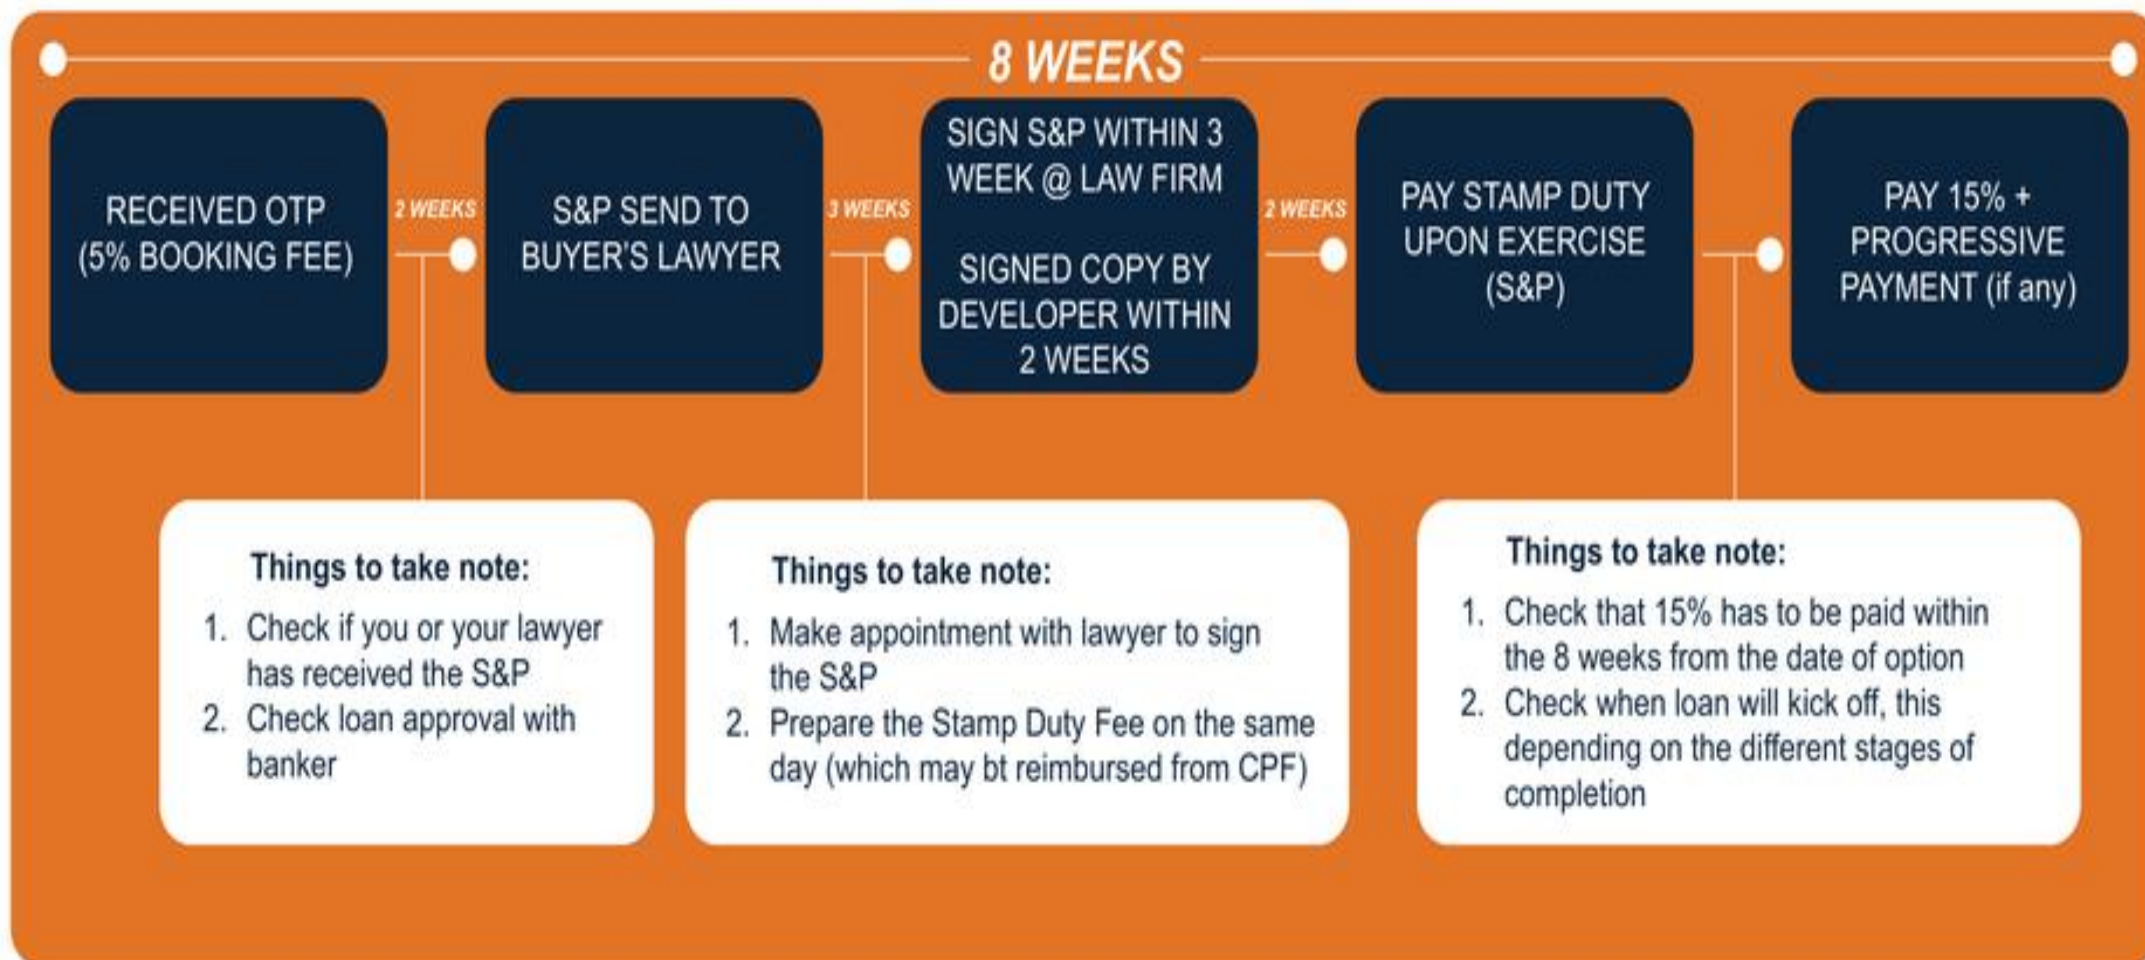 8 WEEKS
RECEIVED OTP
(5% BOOKING FEE)
2 WEEKS
S&P SEND TO
BUYER'S LAWYER
3 WEEKS
SIGN S&P WITHIN 3
WEEK @ LAW FIRM
SIGNED COPY BY
DEVELOPER WITHIN
2 WEEKS
2 WEEKS
PAY STAMP DUTY
UPON EXERCISE
(S&P)
PAY 15% +
PROGRESSIVE
PAYMENT (if any)
Things to take note:
1. Check if you or your lawyer
has received the S&P
2. Check loan approval with
banker
Things to take note:
1. Make appointment with lawyer to sign
the S&P
2. Prepare the Stamp Duty Fee on the same
day (which may bt reimbursed from CPF)
Things to take note:
1. Check that 15% has to be paid within
the 8 weeks from the date of option
2. Check when loan will kick off, this
depending on the different stages of
completion